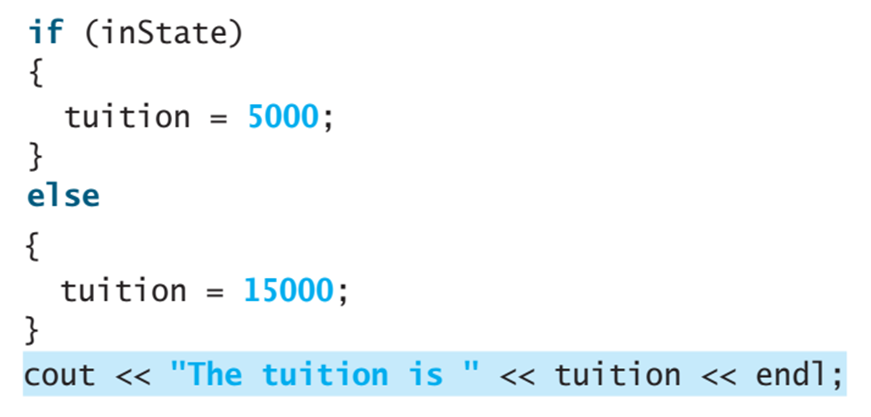 if (inState)
{
  tuition = 5000;
}
else
{
  tuition = 15000;
}
cout << "The tuition is " << tuition << endl;